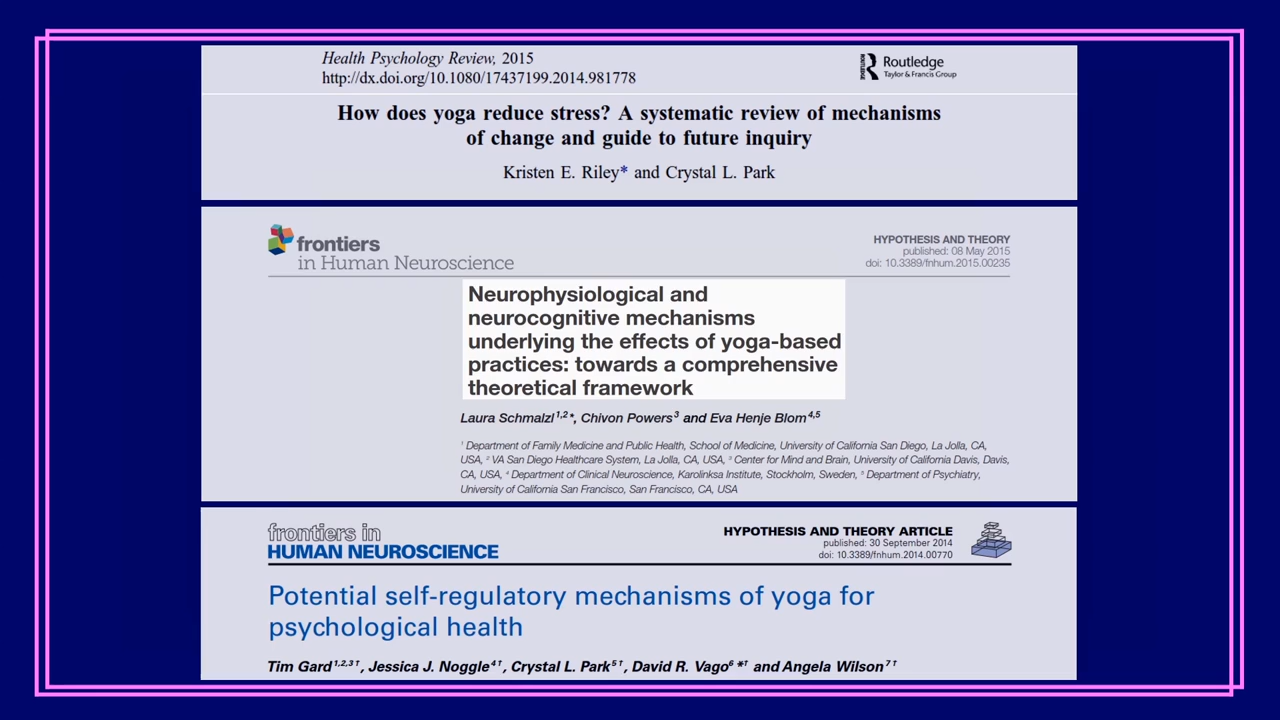 Health Psychology Review, 2015
http://dx.doi.org/10.1080/17437199.2014.981778
Routledge
Taylor & Francis Group
ROUTLEDGE
How does yoga reduce stress? A systematic review of mechanisms
of change and guide to future inquiry
Kristen E. Riley* and Crystal L. Park
frontiers
in Human Neuroscience
HYPOTHESIS AND THEORY
published: 08 May 2015
doi: 10.3389/fnhum.2015.00235
Neurophysiological and
neurocognitive mechanisms
underlying the effects of yoga-based
practices: towards a comprehensive
theoretical framework
Laura Schmalzl1,2*, Chivon Powers3 and Eva Henje Blom4,5
1 Department of Family Medicine and Public Health, School of Medicine, University of California San Diego, La Jolla, CA,
USA, 2 VA San Diego Healthcare System, La Jolla, CA, USA, 3 Center for Mind and Brain, University of California Davis, Davis,
CA, USA, 4 Department of Clinical Neuroscience, Karolinksa Institute, Stockholm, Sweden, 5 Department of Psychiatry,
University of California San Francisco, San Francisco, CA, USA
frontiers in
HUMAN NEUROSCIENCE
HYPOTHESIS AND THEORY ARTICLE
published: 30 September 2014
doi: 10.3389/fnhum.2014.00770
Potential self-regulatory mechanisms of yoga for
psychological health
Tim Gard1,2,3†, Jessica J. Noggle4†, Crystal L. Park5†, David R. Vago6*† and Angela Wilson7†